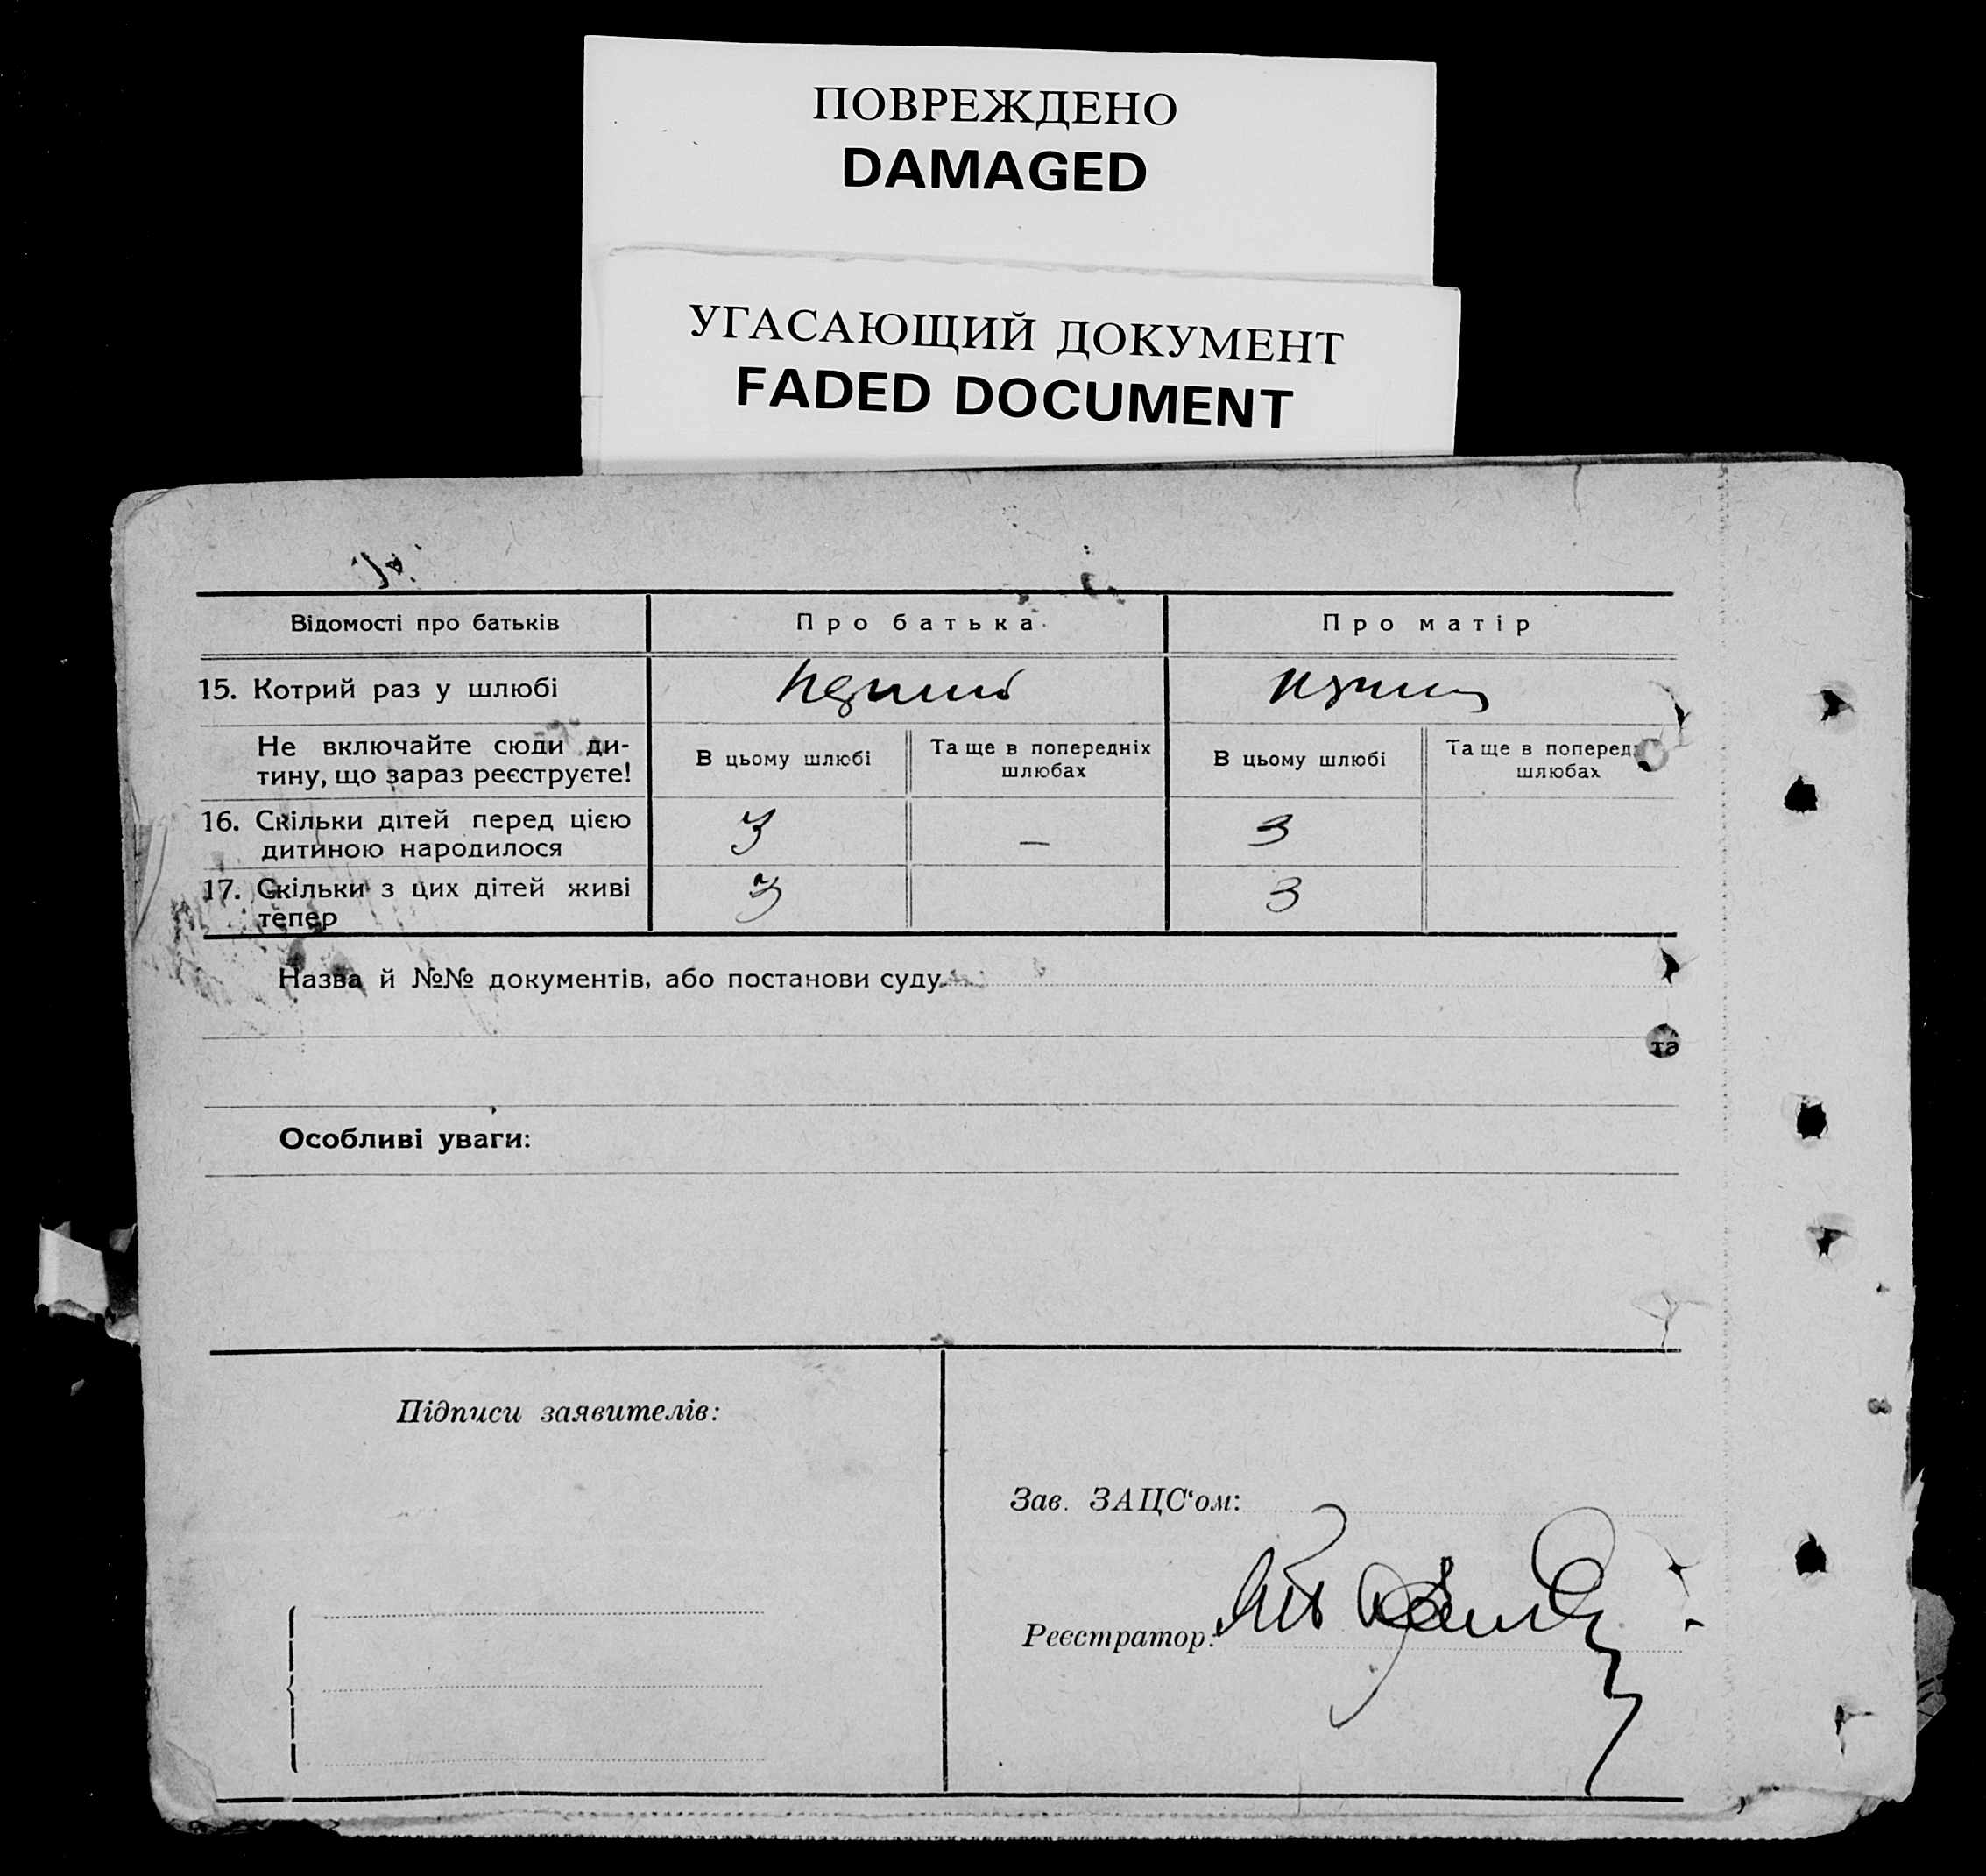 ПОВРЕЖДЕНО
DAMAGED
УГАСАЮЩИЙ ДОКУМЕНТ
FADED DOCUMENT
Відомості про батьків Про батька Про матір
15. Котрий раз у шлюбі
Не включайте сюди ди-
тину, що зараз реєструєте!
В цьому шлюбі
Та ще в попередніх
шлюбах
В цьому шлюбі
Та ще в поперед
шлюбах
16. Скільки дітей перед цією
дитиною народилося
3 — 3
17. Скільки з цих дітей живі
тепер
3 3
Назва й №№ документів, або постанови суду
та
Особливі уваги:
Підписи заявителів:
Зав. ЗАЦС'ом:
Реєстратор: